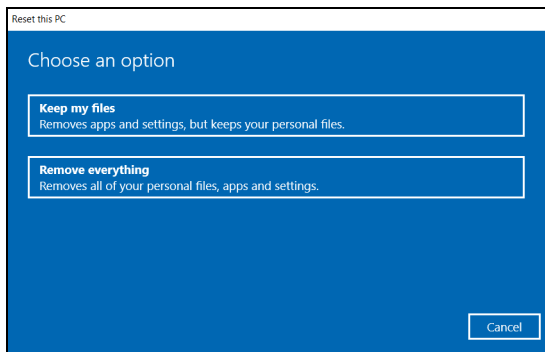 Reset this PC
Choose an option
Keep my files
Removes apps and settings, but keeps your personal files.
Remove everything
Removes all of your personal files, apps and settings.
Cancel